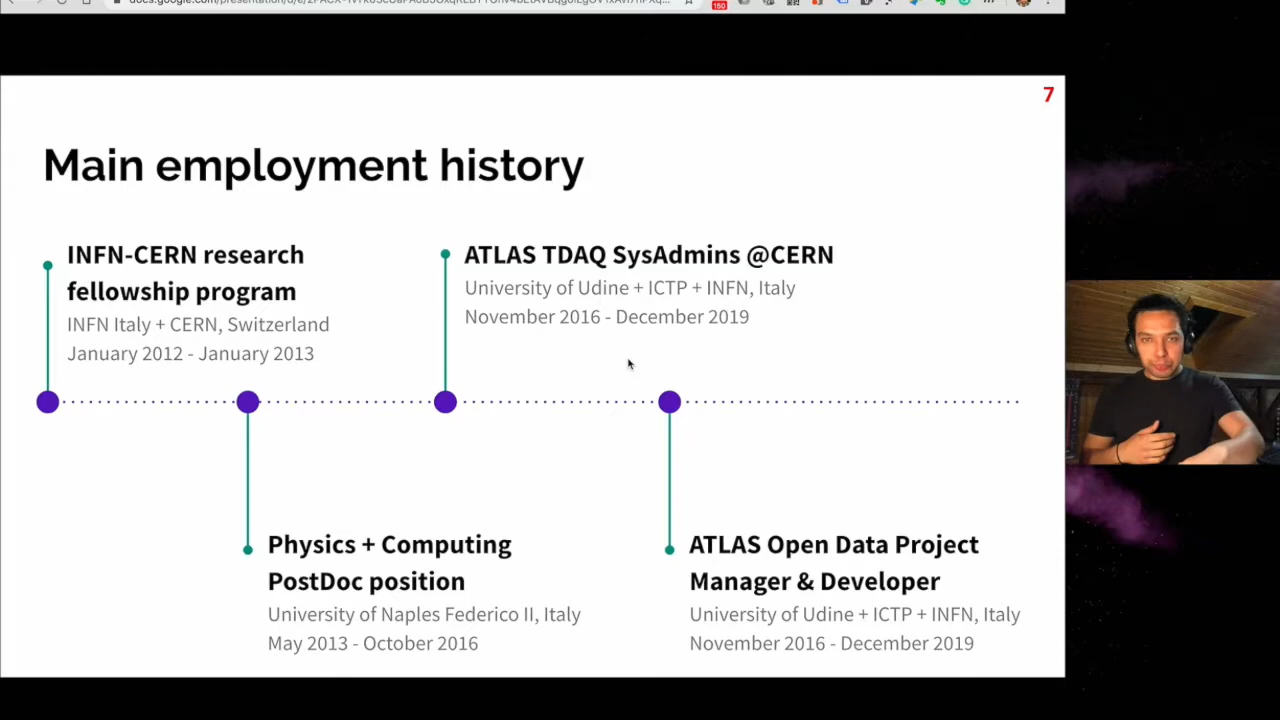 7
Main employment history
INFN-CERN research
fellowship program
INFN Italy + CERN, Switzerland
January 2012 - January 2013
ATLAS TDAQ SysAdmins @CERN
University of Udine + ICTP + INFN, Italy
November 2016 - December 2019
Physics + Computing
PostDoc position
University of Naples Federico II, Italy
May 2013 - October 2016
ATLAS Open Data Project
Manager & Developer
University of Udine + ICTP + INFN, Italy
November 2016 - December 2019
150